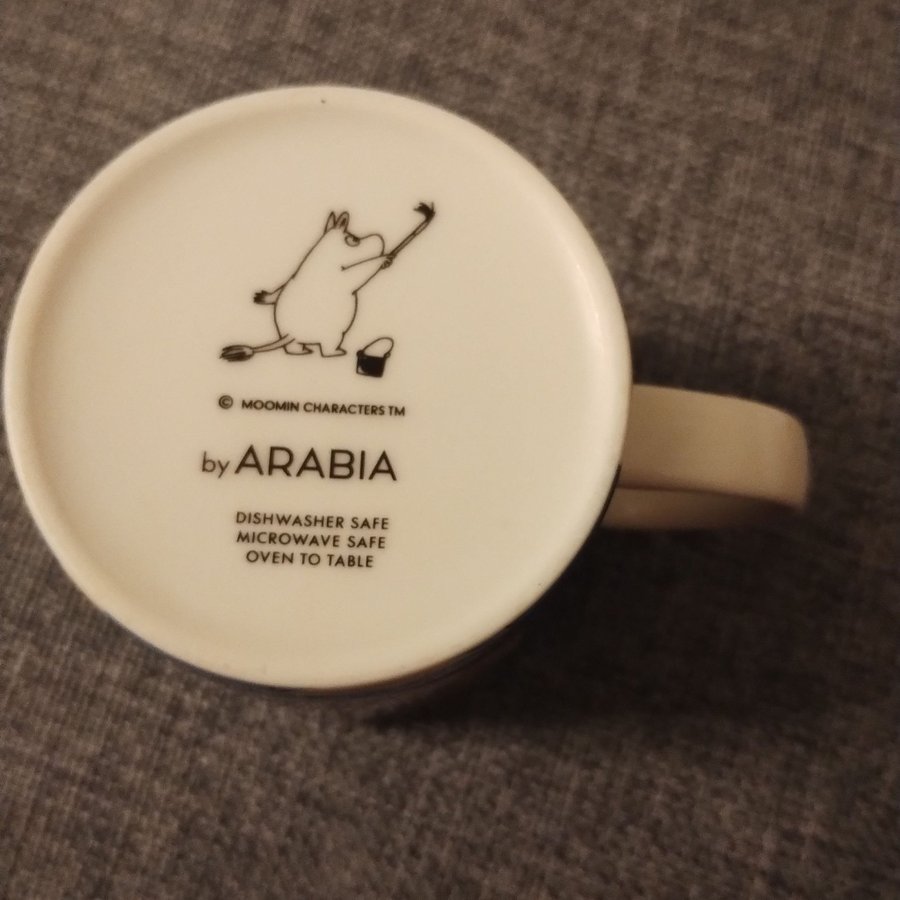 © MOOMIN CHARACTERS TM
by ARABIA
DISHWASHER SAFE
MICROWAVE SAFE
OVEN TO TABLE